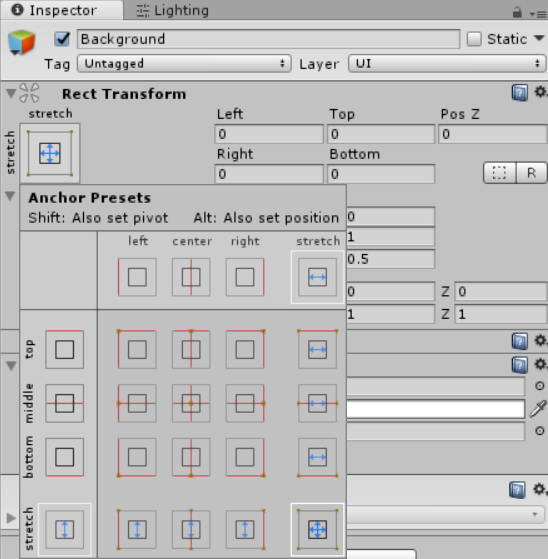 Inspector Lighting
Background Static
Tag Untagged Layer UI
Rect Transform
stretch Left Top Pos Z
stretch 0 0 0
Right Bottom
0 0 R
Anchor Presets
Shift: Also set pivot Alt: Also set position 0
1
left center right stretch
0.5
0 Z 0
1 Z 1
top
middle
bottom
stretch